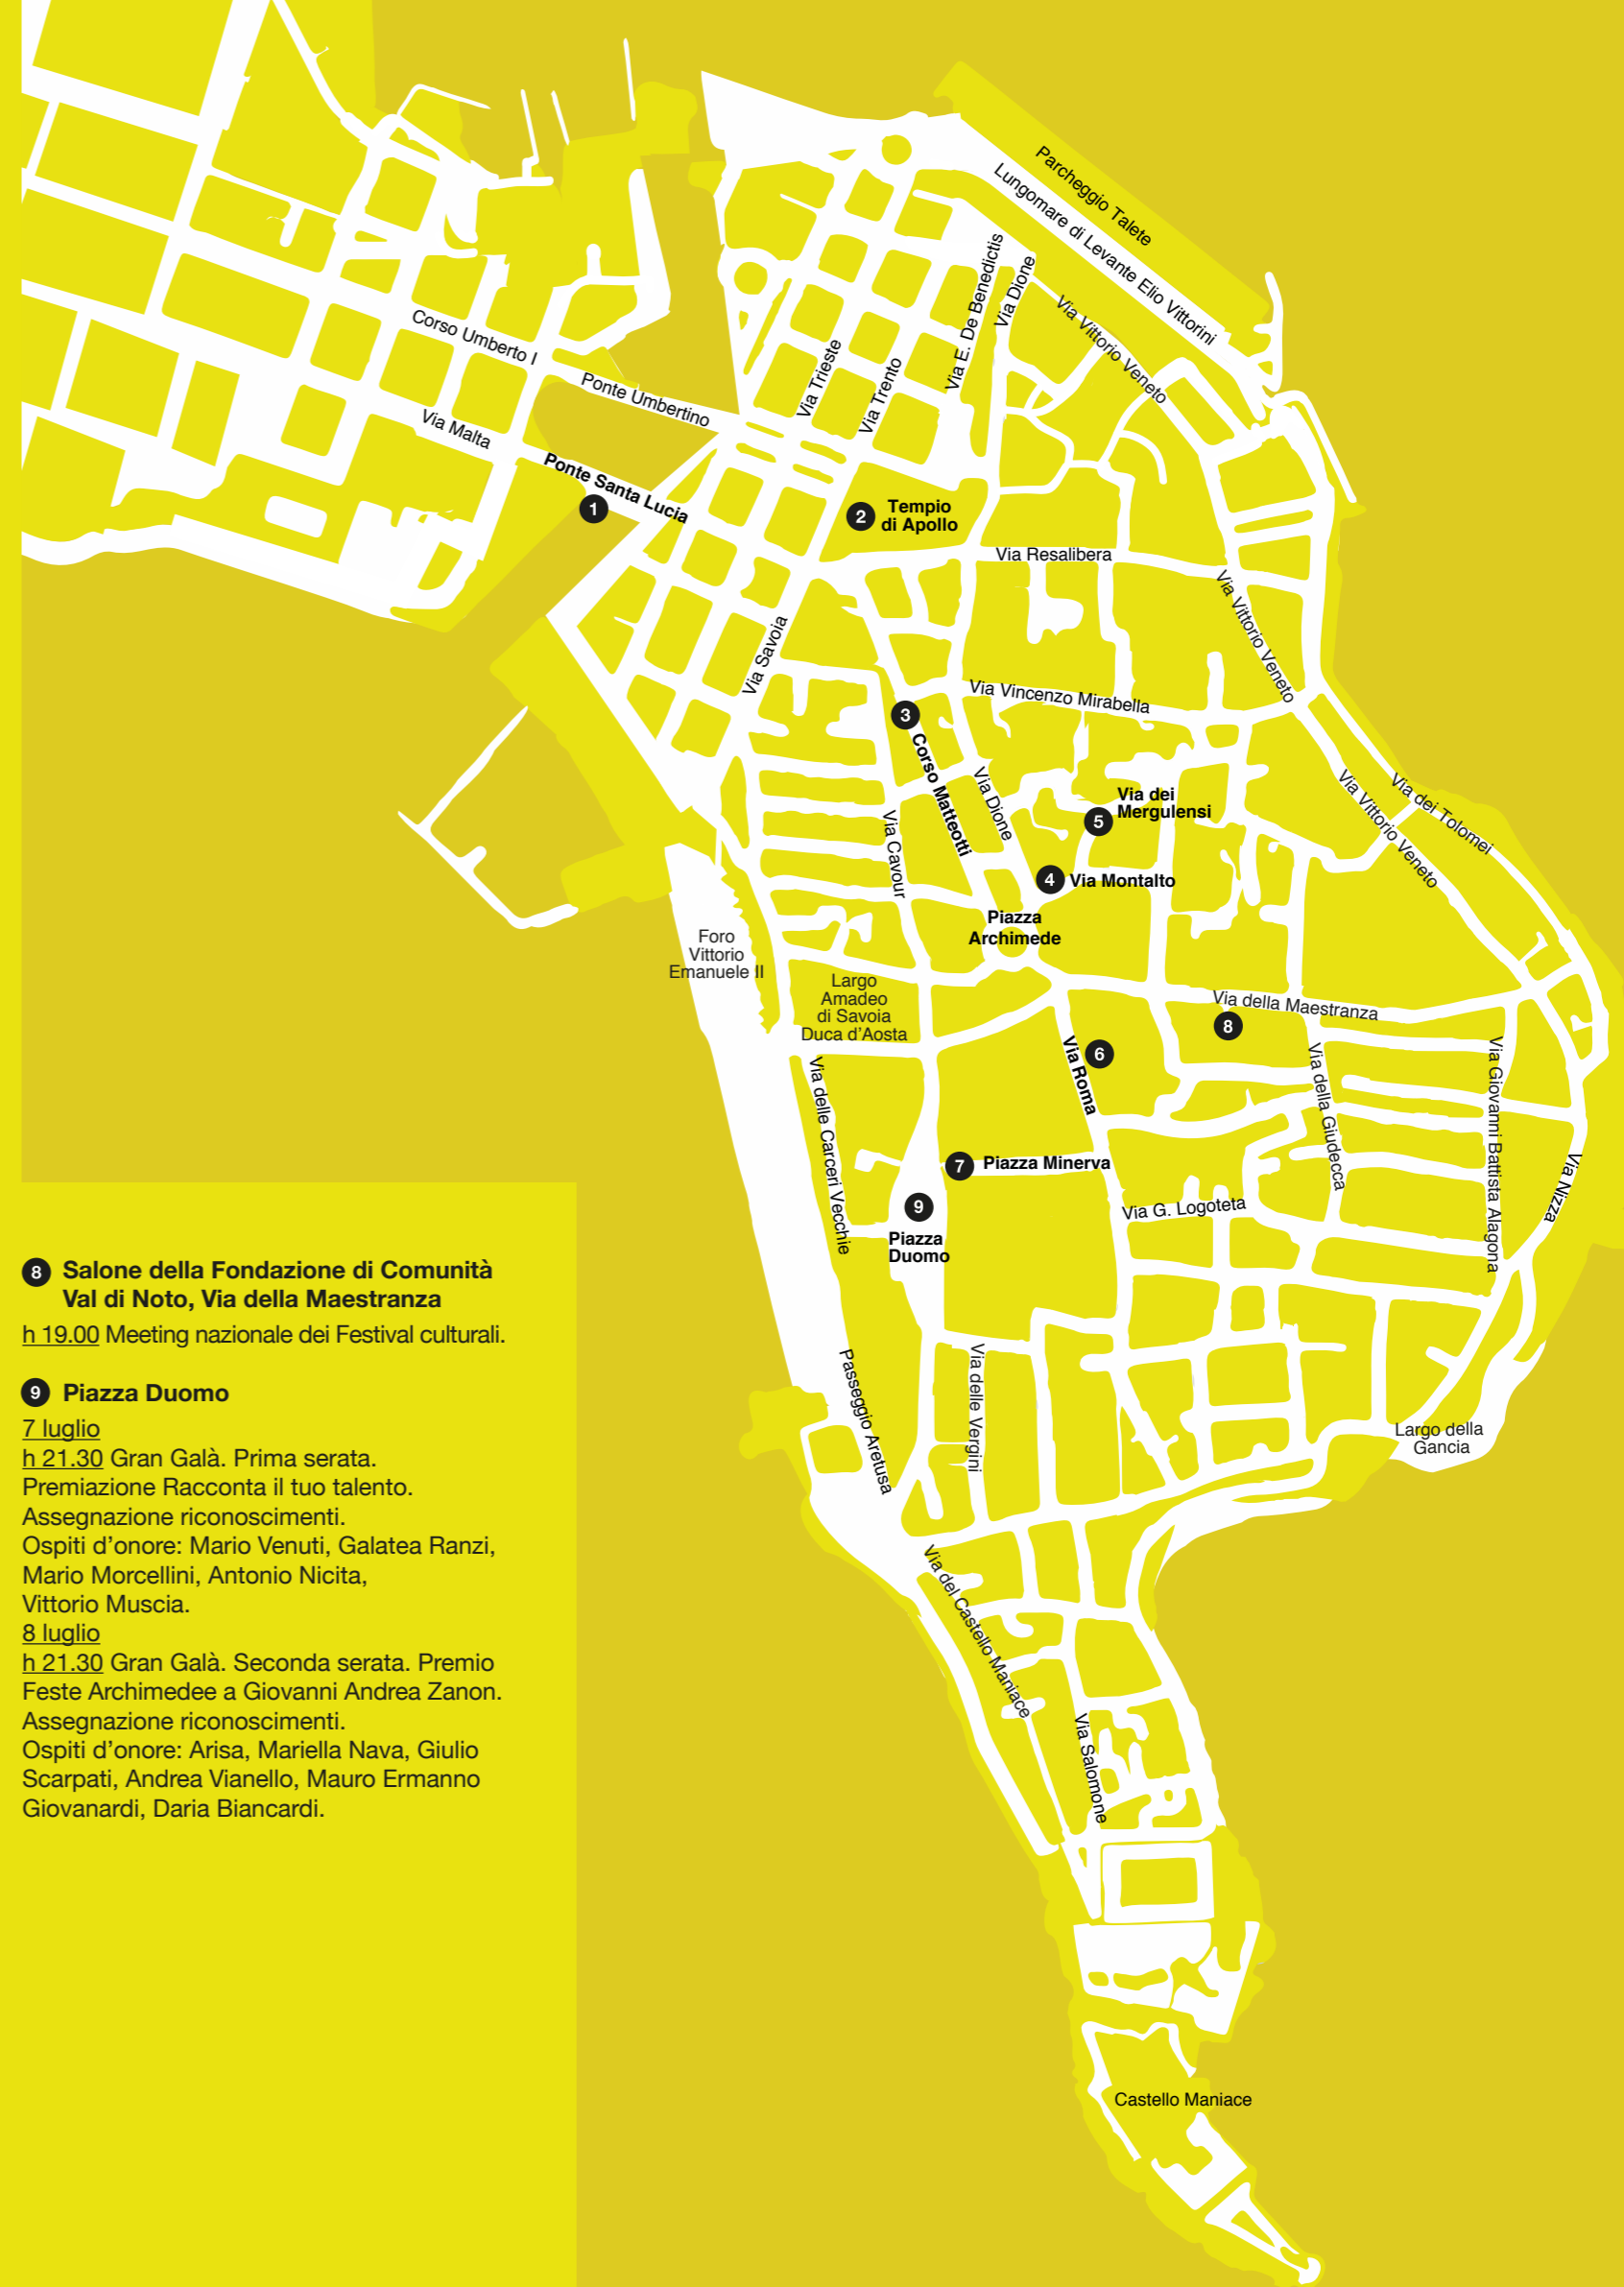 Parcheggio Talete
Lungomare di Levante Elio Vittorini
Via E. De Benedictis
Via Dione
Via Vittorio Veneto
Corso Umberto I
Ponte Umbertino
Via Trieste
Via Trento
Via Malta
Ponte Santa Lucia
1
2
Tempio
di Apollo
Via Resalibera
Via Vittorio Veneto
Via Savoia
Via Vincenzo Mirabella
3
Corso Matteotti
Via Dione
Via dei
Mergulensi
5
Via Vittorio Veneto
Via dei Tolomei
Via Cavour
4
Via Montalto
Piazza
Archimede
Foro
Vittorio
Emanuele II
Largo
Amadeo
di Savoia
Duca d’Aosta
Via della Maestranza
8
Via Roma
6
Via della Giudecca
Via Giovanni Battista Alagona
Via Nizza
Via delle Carceri Vecchie
7
Piazza Minerva
9
Piazza
Duomo
Via G. Logoteta
Passeggio Aretusa
Via delle Vergini
Largo della
Gancia
Via del Castello Maniace
Via Salomone
Castello Maniace
8 Salone della Fondazione di Comunità
Val di Noto, Via della Maestranza
h 19.00 Meeting nazionale dei Festival culturali.
9 Piazza Duomo
7 luglio
h 21.30 Gran Galà. Prima serata.
Premiazione Racconta il tuo talento.
Assegnazione riconoscimenti.
Ospiti d’onore: Mario Venuti, Galatea Ranzi,
Mario Morcellini, Antonio Nicita,
Vittorio Muscia.
8 luglio
h 21.30 Gran Galà. Seconda serata. Premio
Feste Archimedee a Giovanni Andrea Zanon.
Assegnazione riconoscimenti.
Ospiti d’onore: Arisa, Mariella Nava, Giulio
Scarpati, Andrea Vianello, Mauro Ermanno
Giovanardi, Daria Biancardi.